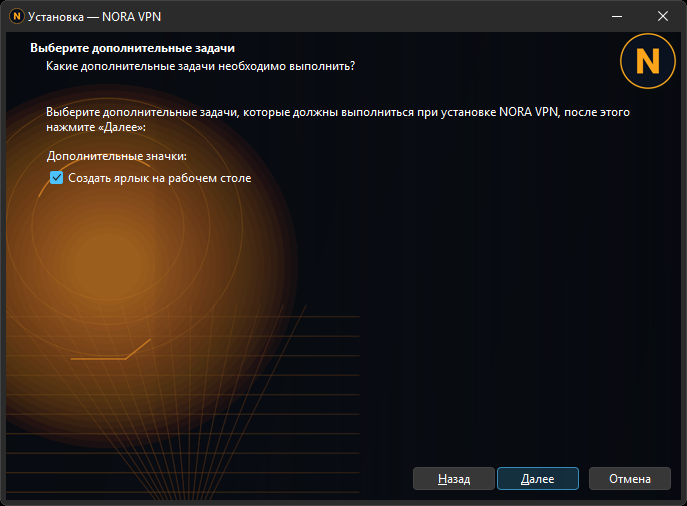 N Установка — NORA VPN
Выберите дополнительные задачи
Какие дополнительные задачи необходимо выполнить?
N
Выберите дополнительные задачи, которые должны выполниться при установке NORA VPN, после этого
нажмите «Далее»:
Дополнительные значки:
Создать ярлык на рабочем столе
Назад Далее Отмена